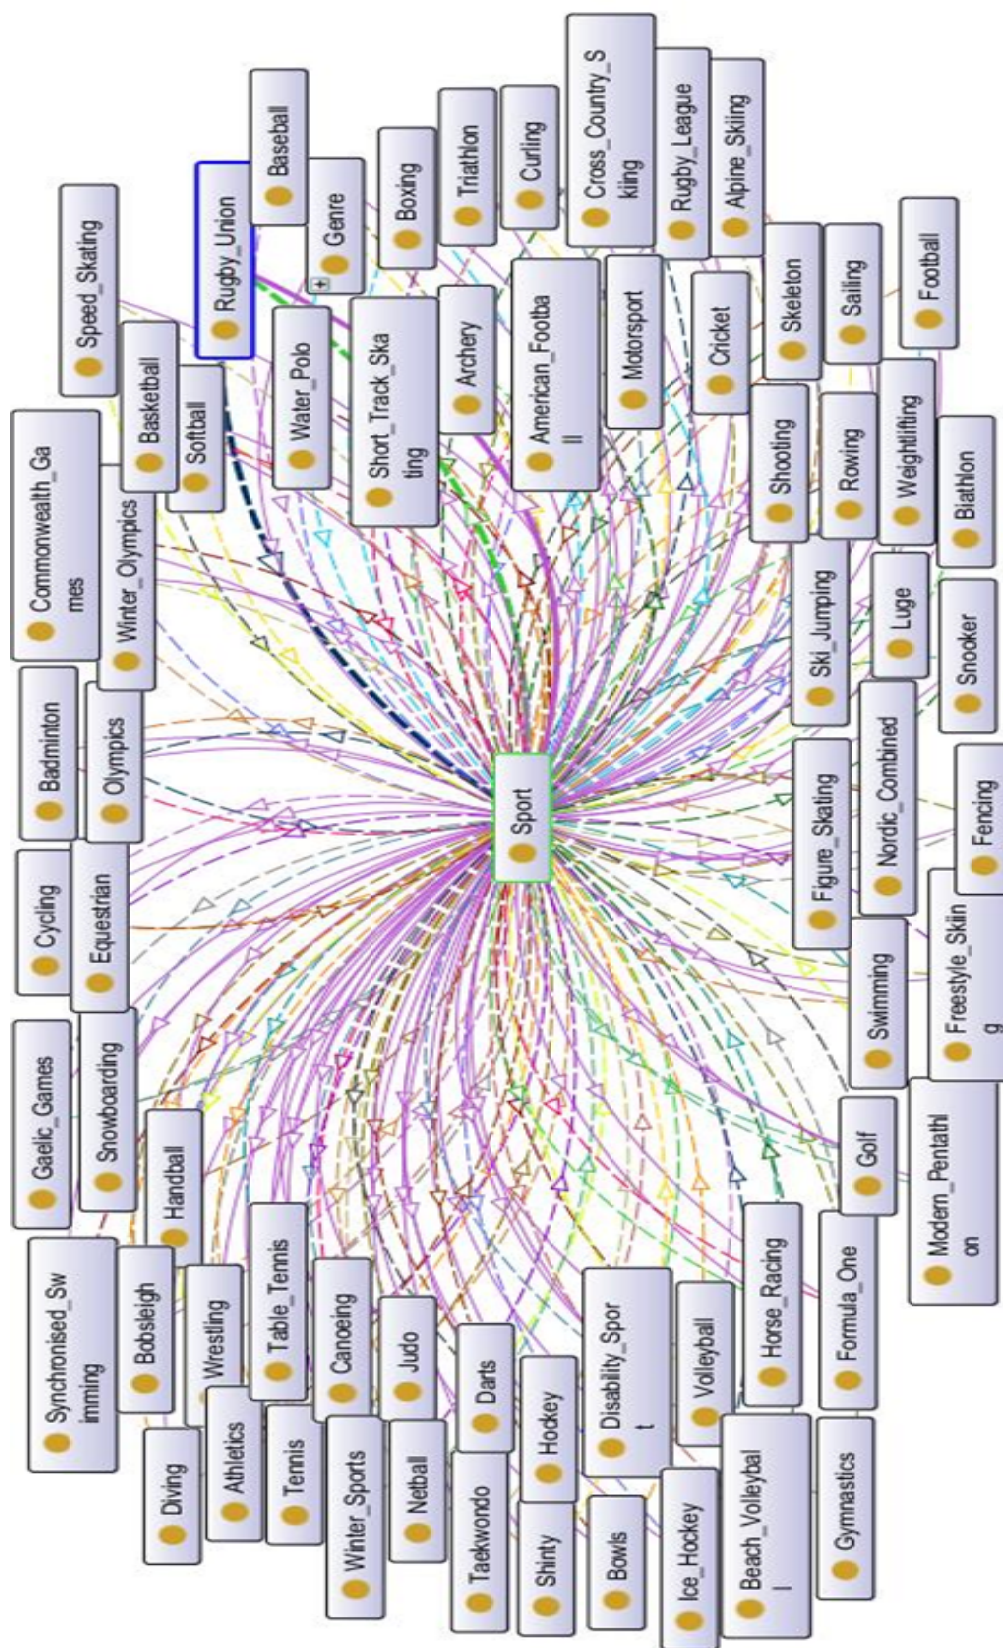 Synchronised_Sw
imming
Gaelic_Games
Cycling
Badminton
Commonwealth_Ga
mes
Speed_Skating
Bobsleigh
Snowboarding
Equestrian
Olympics
Winter_Olympics
Basketball
Diving
Handball
Softball
Wrestling
Rugby_Union
Athletics
Table_Tennis
Baseball
Tennis
Water_Polo
Genre
Canoeing
Winter_Sports
Short_Track_Ska
ting
Judo
Boxing
Netball
Darts
Archery
Triathlon
Taekwondo
Sport
Curling
Hockey
Shinty
American_Footba
ll
Bowls
Disability_Spor
t
Motorsport
Cross_Country_S
kiing
Ice_Hockey
Volleyball
Cricket
Rugby_League
Beach_Volleybal
l
Horse_Racing
Shooting
Skeleton
Alpine_Skiing
Gymnastics
Formula_One
Figure_Skating
Ski_Jumping
Rowing
Sailing
Golf
Swimming
Nordic_Combined
Luge
Weightlifting
Football
Modern_Pentathl
on
Freestyle_Skiin
g
Fencing
Snooker
Biathlon